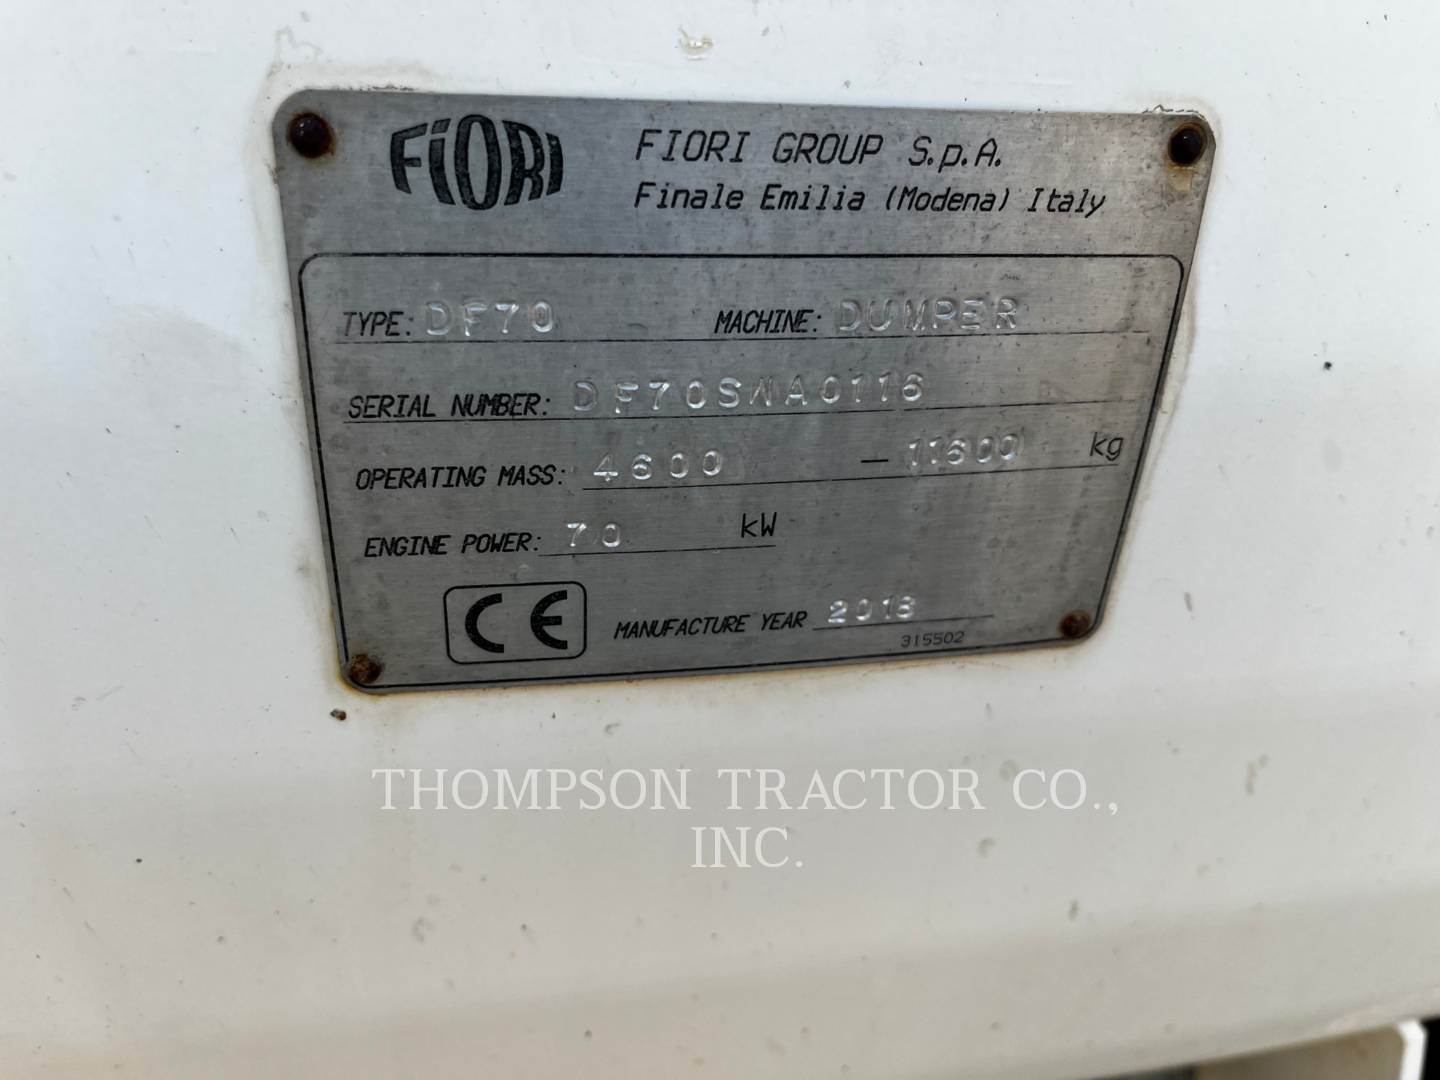 FiORi FIORI GROUP S.p.A.
Finale Emilia (Modena) Italy
TYPE: DF70 MACHINE: DUMPER
SERIAL NUMBER: DF70SWA0116
OPERATING MASS: 4600 - 11600 kg
ENGINE POWER: 70 kW
CE MANUFACTURE YEAR 2018
315502
THOMPSON TRACTOR CO.,
INC.